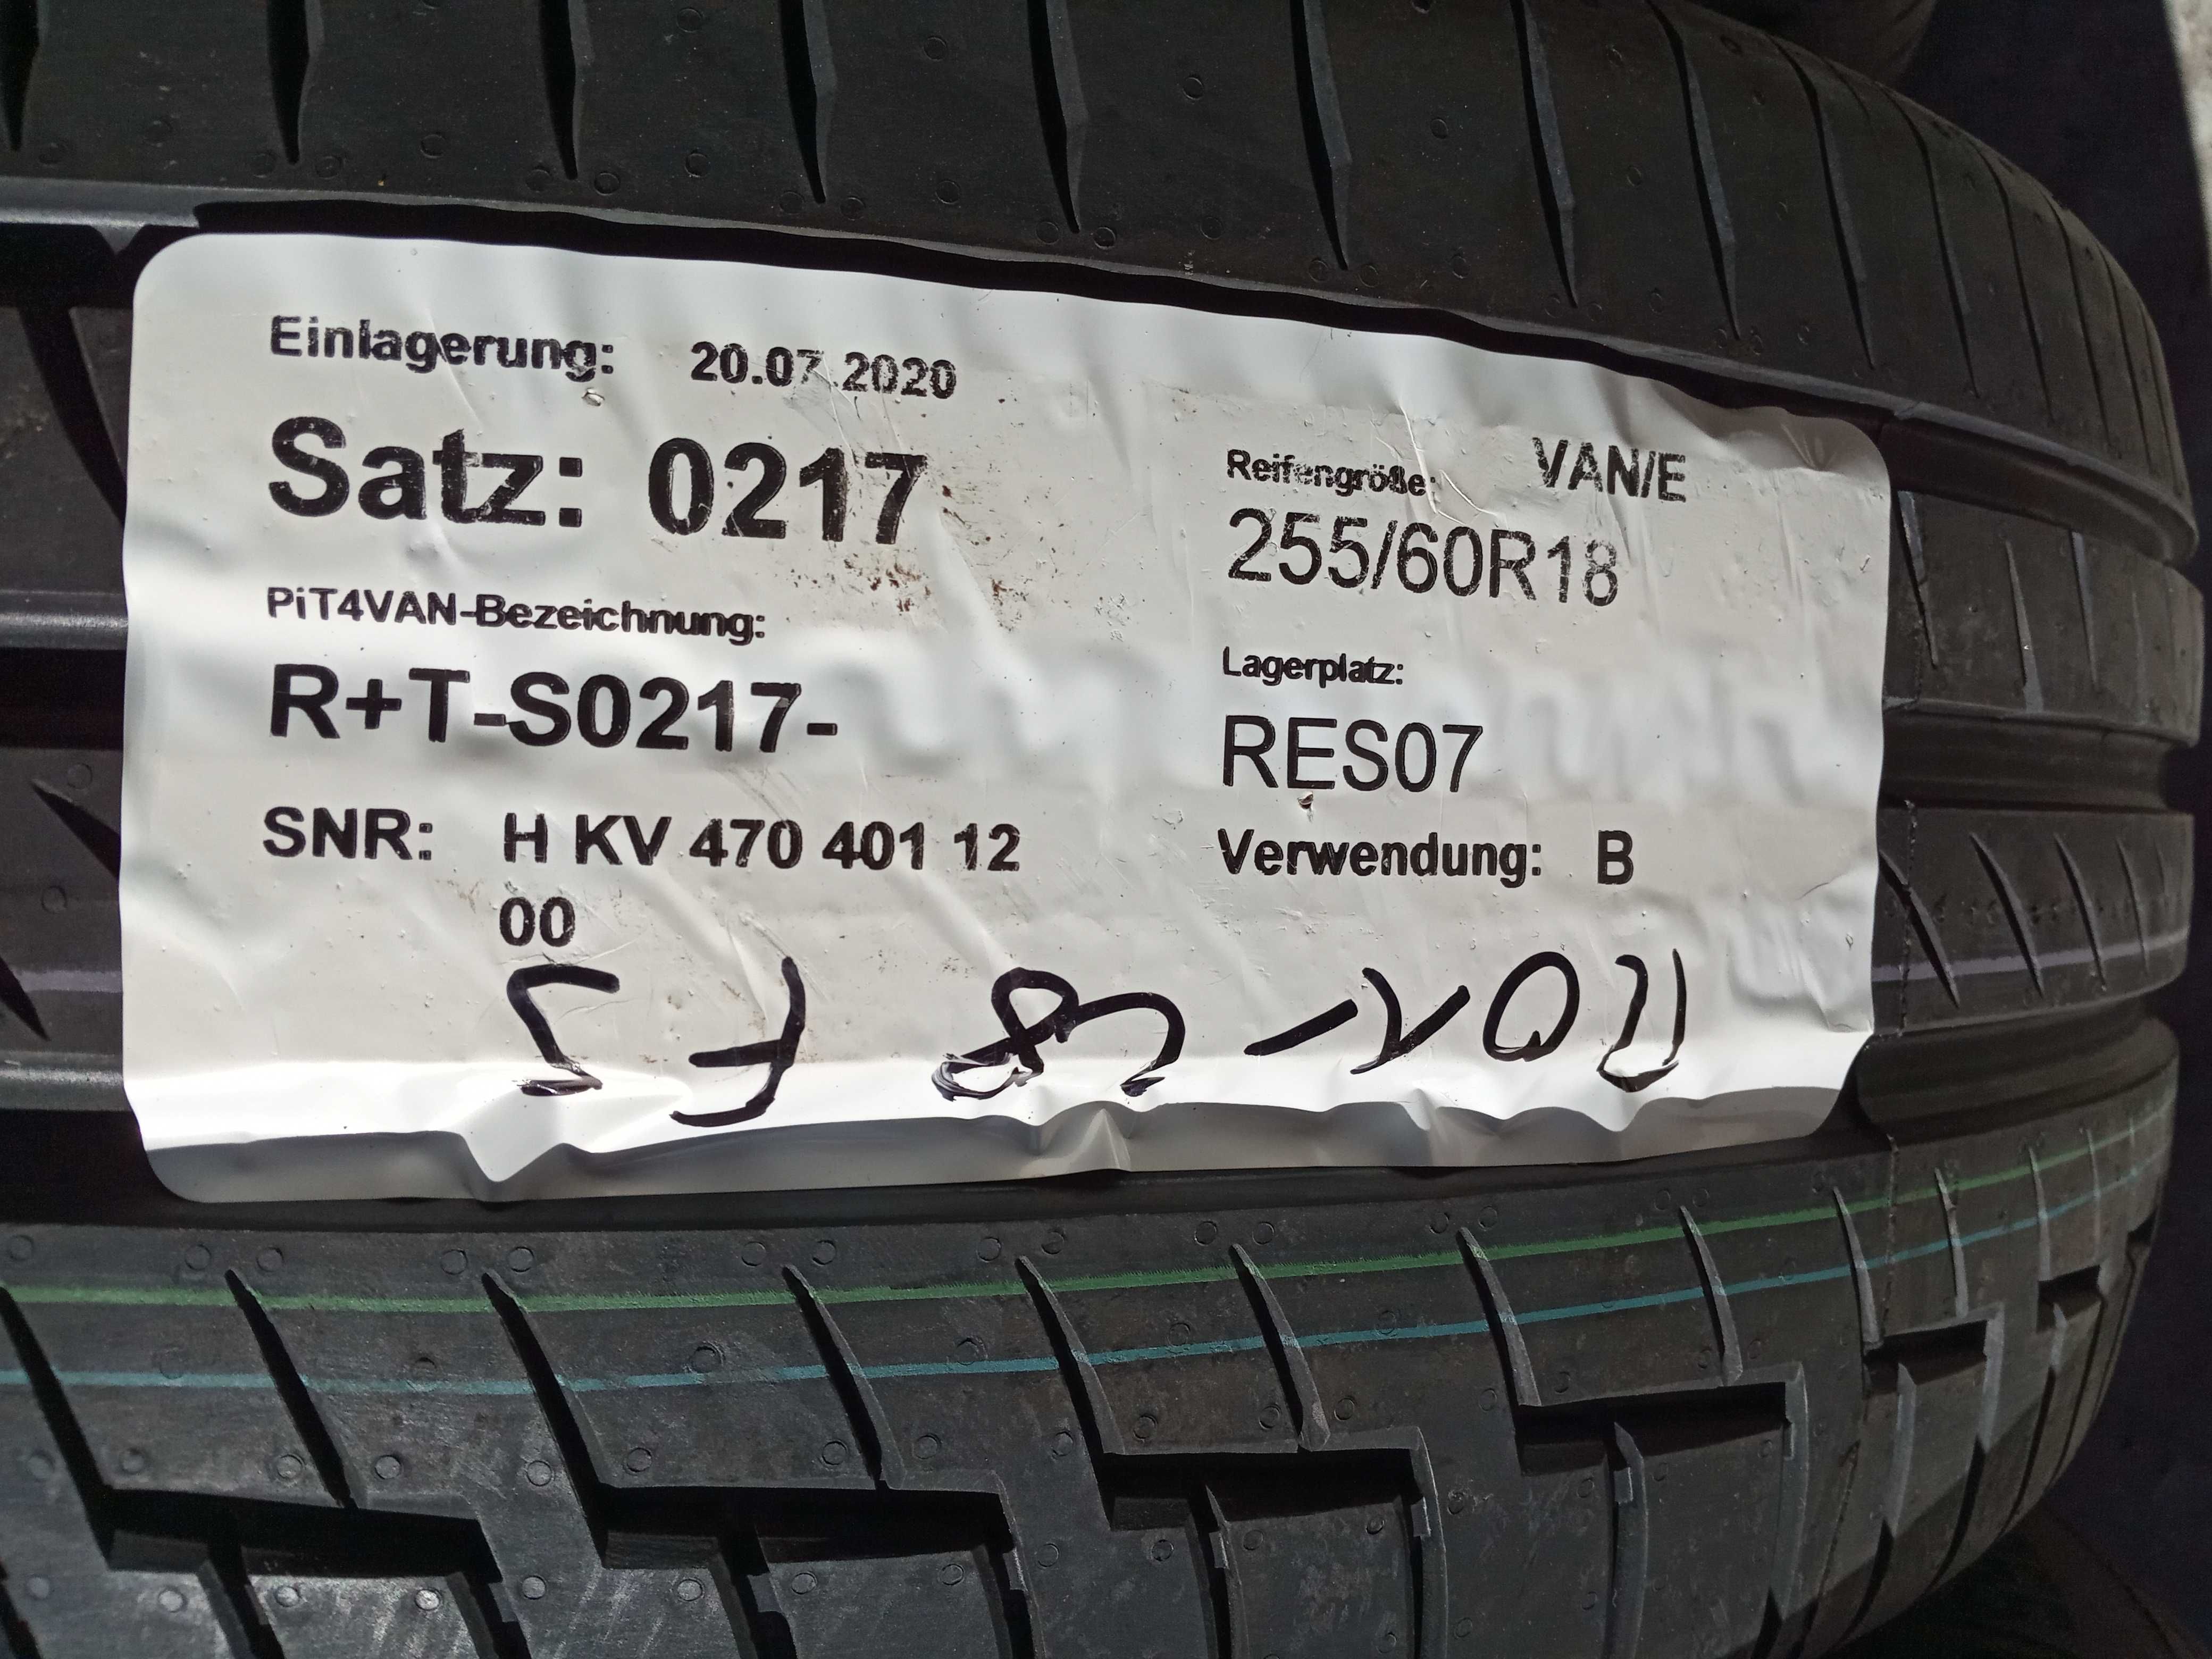 Einlagerung: 20.07.2020
Satz: 0217
PiT4VAN-Bezeichnung:
R+T-S0217-
SNR: H KV 470 401 12
00
VAN/E
Reifengröße:
255/60R18
Lagerplatz:
RES07
Verwendung: B